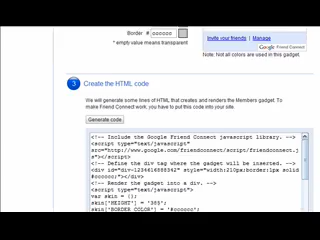 Border # cccccc
* empty value means transparent
Invite your friends | Manage
Google Friend Connect
Note: Not all colors are used in this gadget.
3 Create the HTML code
We will generate some lines of HTML that creates and renders the Members gadget. To
make Friend Connect work, you have to put this code into your site.
Generate code
<!-- Include the Google Friend Connect javascript library. -->
<script type="text/javascript"
src="http://www.google.com/friendconnect/script/friendconnect.j
s"></script>
<!-- Define the div tag where the gadget will be inserted. -->
<div id="div-1234616888342" style="width:210px;border:1px solid
#cccccc;"></div>
<!-- Render the gadget into a div. -->
<script type="text/javascript">
var skin = {};
skin['HEIGHT'] = '385';
skin['BORDER_COLOR'] = '#cccccc';